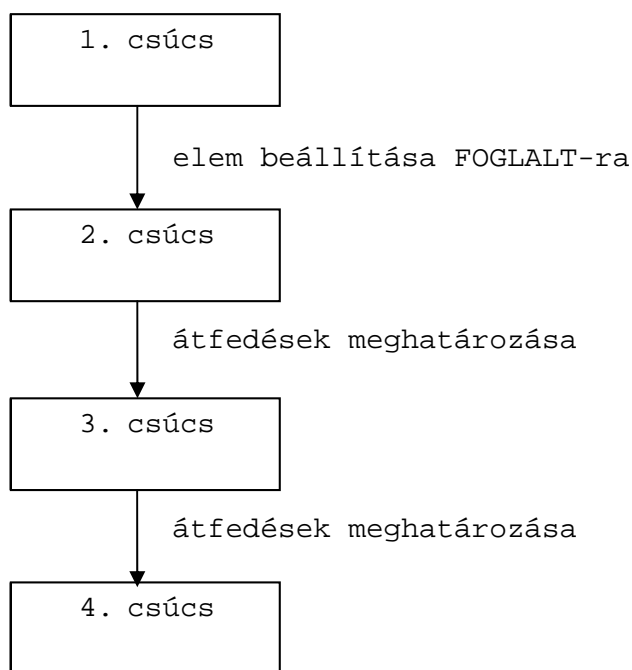 1. csúcs
elem beállítása FOGLALT-ra
2. csúcs
átfedések meghatározása
3. csúcs
átfedések meghatározása
4. csúcs